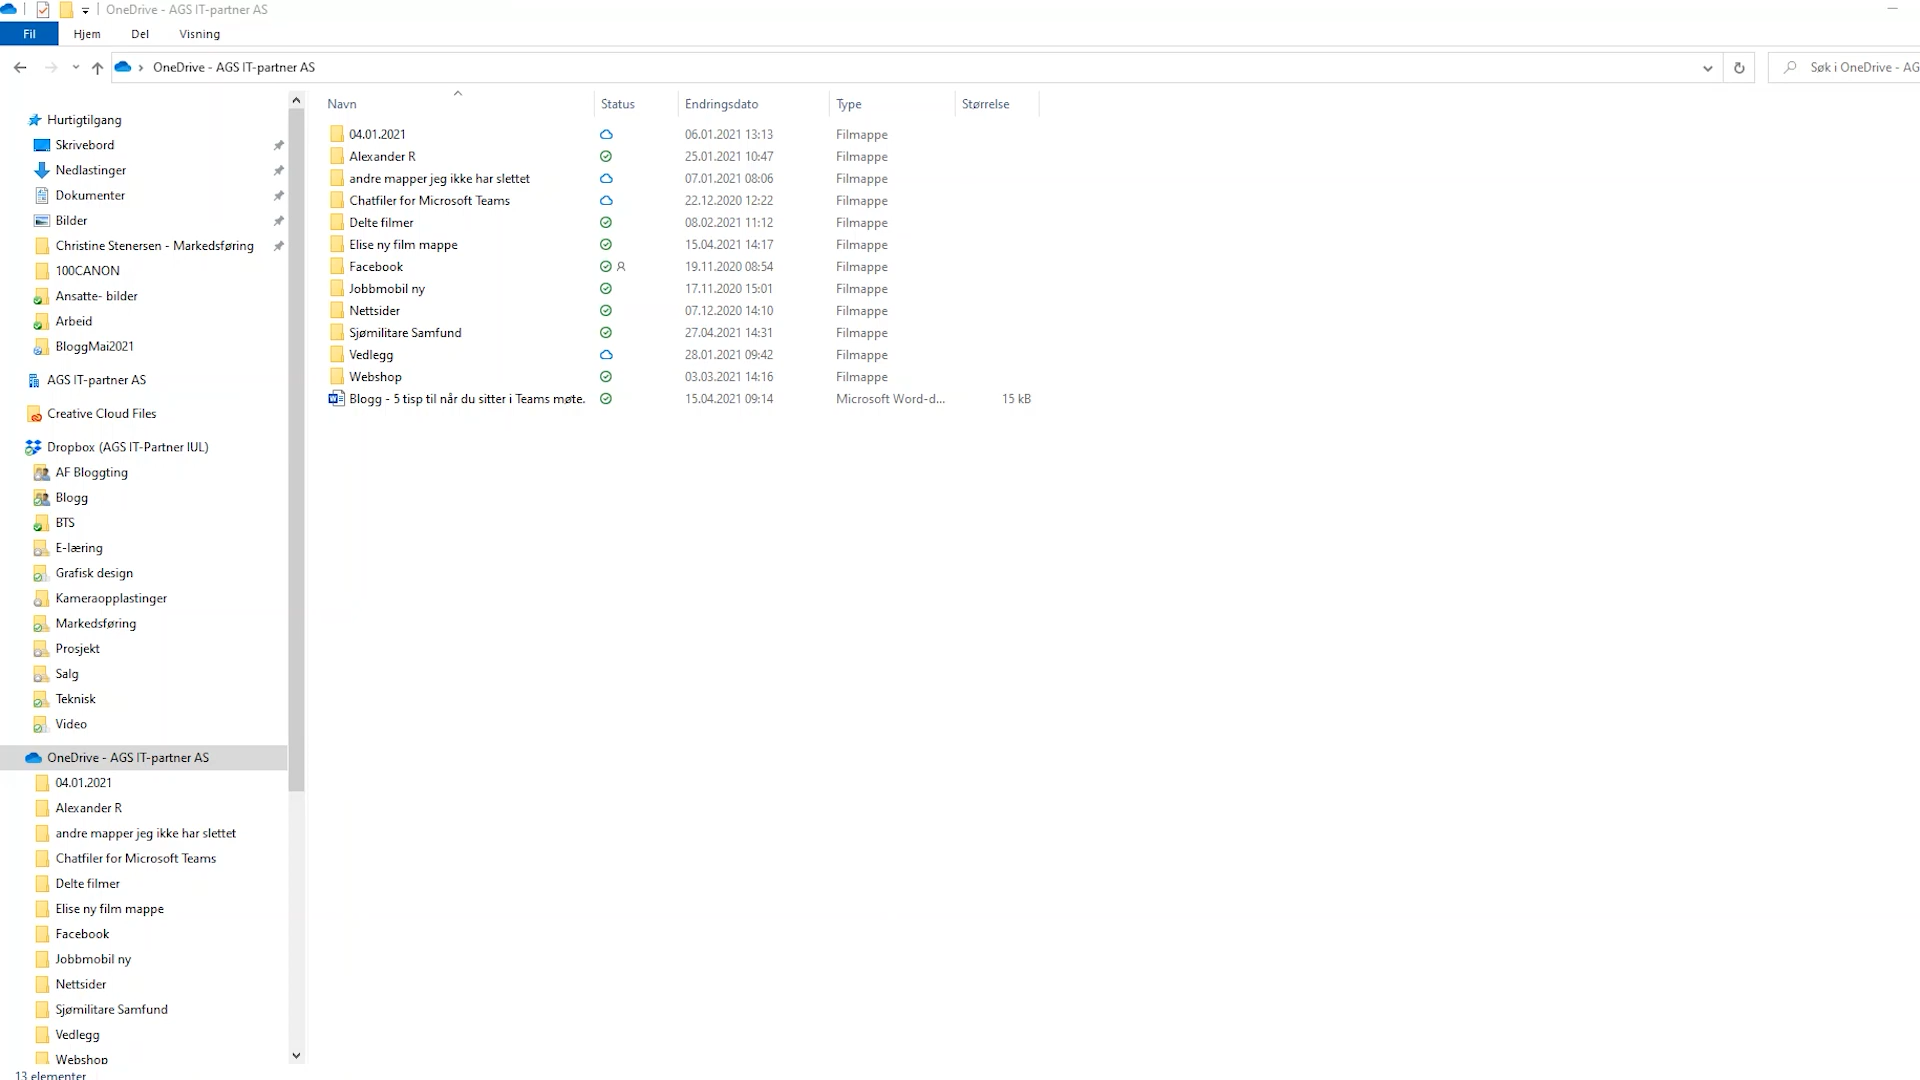 OneDrive - AGS IT-partner AS
Fil Hjem Del Visning
OneDrive - AGS IT-partner AS Søk i OneDrive - AG
Hurtigtilgang
Skrivebord
Nedlastinger
Dokumenter
Bilder
Christine Stenersen - Markedsføring
100CANON
Ansatte- bilder
Arbeid
BloggMai2021
AGS IT-partner AS
Creative Cloud Files
Dropbox (AGS IT-Partner IUL)
AF Bloggting
Blogg
BTS
E-læring
Grafisk design
Kameraopplastinger
Markedsføring
Prosjekt
Salg
Teknisk
Video
OneDrive - AGS IT-partner AS
04.01.2021
Alexander R
andre mapper jeg ikke har slettet
Chatfiler for Microsoft Teams
Delte filmer
Elise ny film mappe
Facebook
Jobbmobil ny
Nettsider
Sjømilitare Samfund
Vedlegg
Webshop
Navn Status Endringsdato Type Størrelse
04.01.2021 06.01.2021 13:13 Filmappe
Alexander R 25.01.2021 10:47 Filmappe
andre mapper jeg ikke har slettet 07.01.2021 08:06 Filmappe
Chatfiler for Microsoft Teams 22.12.2020 12:22 Filmappe
Delte filmer 08.02.2021 11:12 Filmappe
Elise ny film mappe 15.04.2021 14:17 Filmappe
Facebook 19.11.2020 08:54 Filmappe
Jobbmobil ny 17.11.2020 15:01 Filmappe
Nettsider 07.12.2020 14:10 Filmappe
Sjømilitare Samfund 27.04.2021 14:31 Filmappe
Vedlegg 28.01.2021 09:42 Filmappe
Webshop 03.03.2021 14:16 Filmappe
Blogg - 5 tisp til når du sitter i Teams møte. 15.04.2021 09:14 Microsoft Word-d... 15 kB
13 elementer